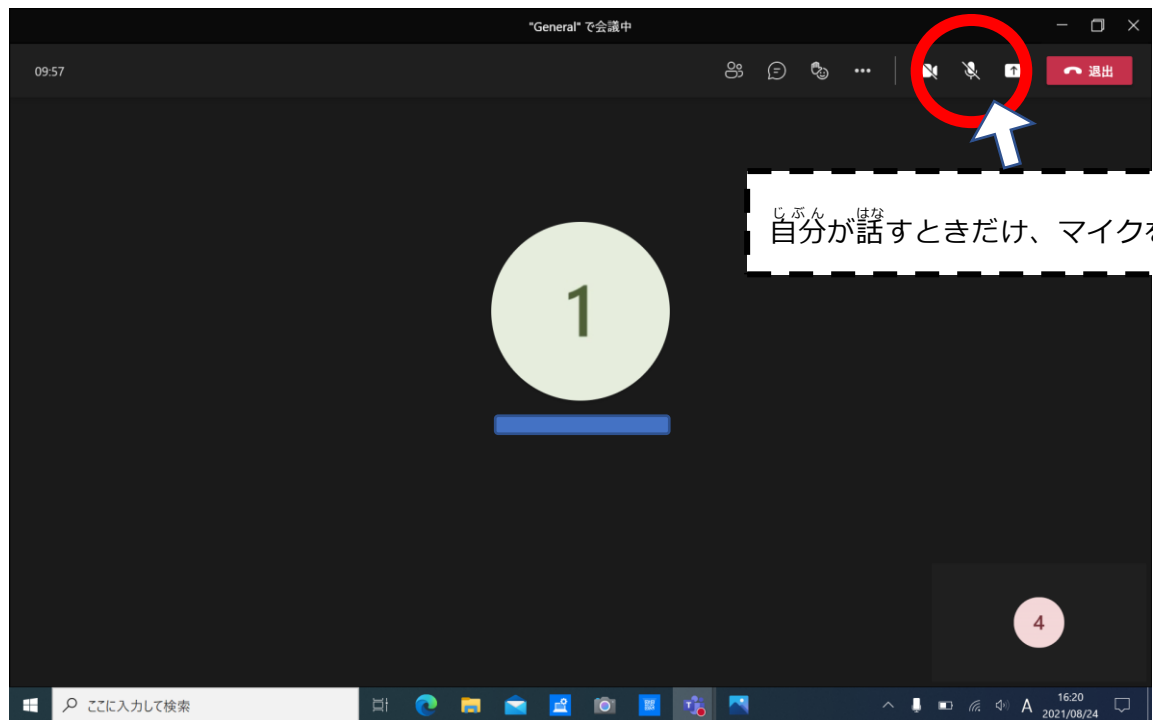 "General" で会議中
09:57
退出
じぶん はな
自分が話すときだけ、マイクを
1
4
ここに入力して検索
A
16:20
2021/08/24